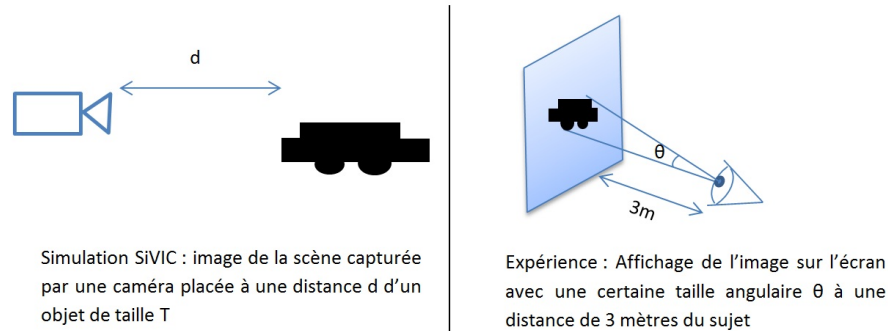 d
Simulation SiVIC : image de la scène capturée
par une caméra placée à une distance d d'un
objet de taille T
θ
3m
Expérience : Affichage de l'image sur l'écran
avec une certaine taille angulaire θ à une
distance de 3 mètres du sujet